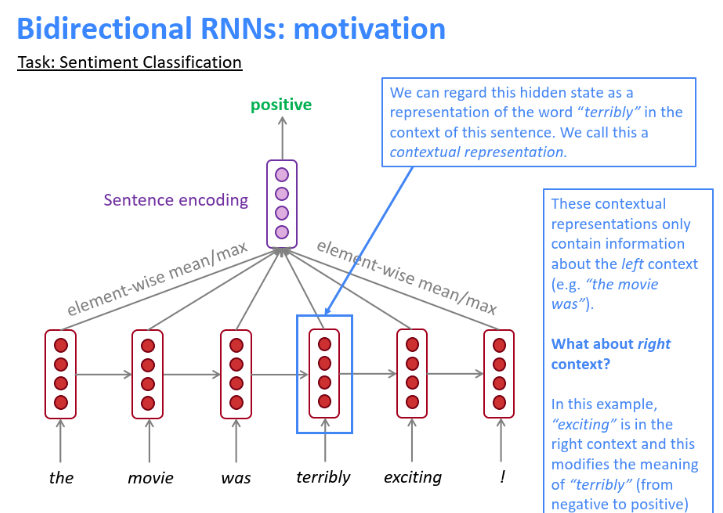 Bidirectional RNNs: motivation
Task: Sentiment Classification
We can regard this hidden state as a
representation of the word “terribly” in the
context of this sentence. We call this a
contextual representation.
positive
Sentence encoding
element-wise mean/max
element-wise mean/max
These contextual
representations only
contain information
about the left context
(e.g. “the movie
was”).
What about right
context?
In this example,
“exciting” is in the
right context and this
modifies the meaning
of “terribly” (from
negative to positive)
the
movie
was
terribly
exciting
!